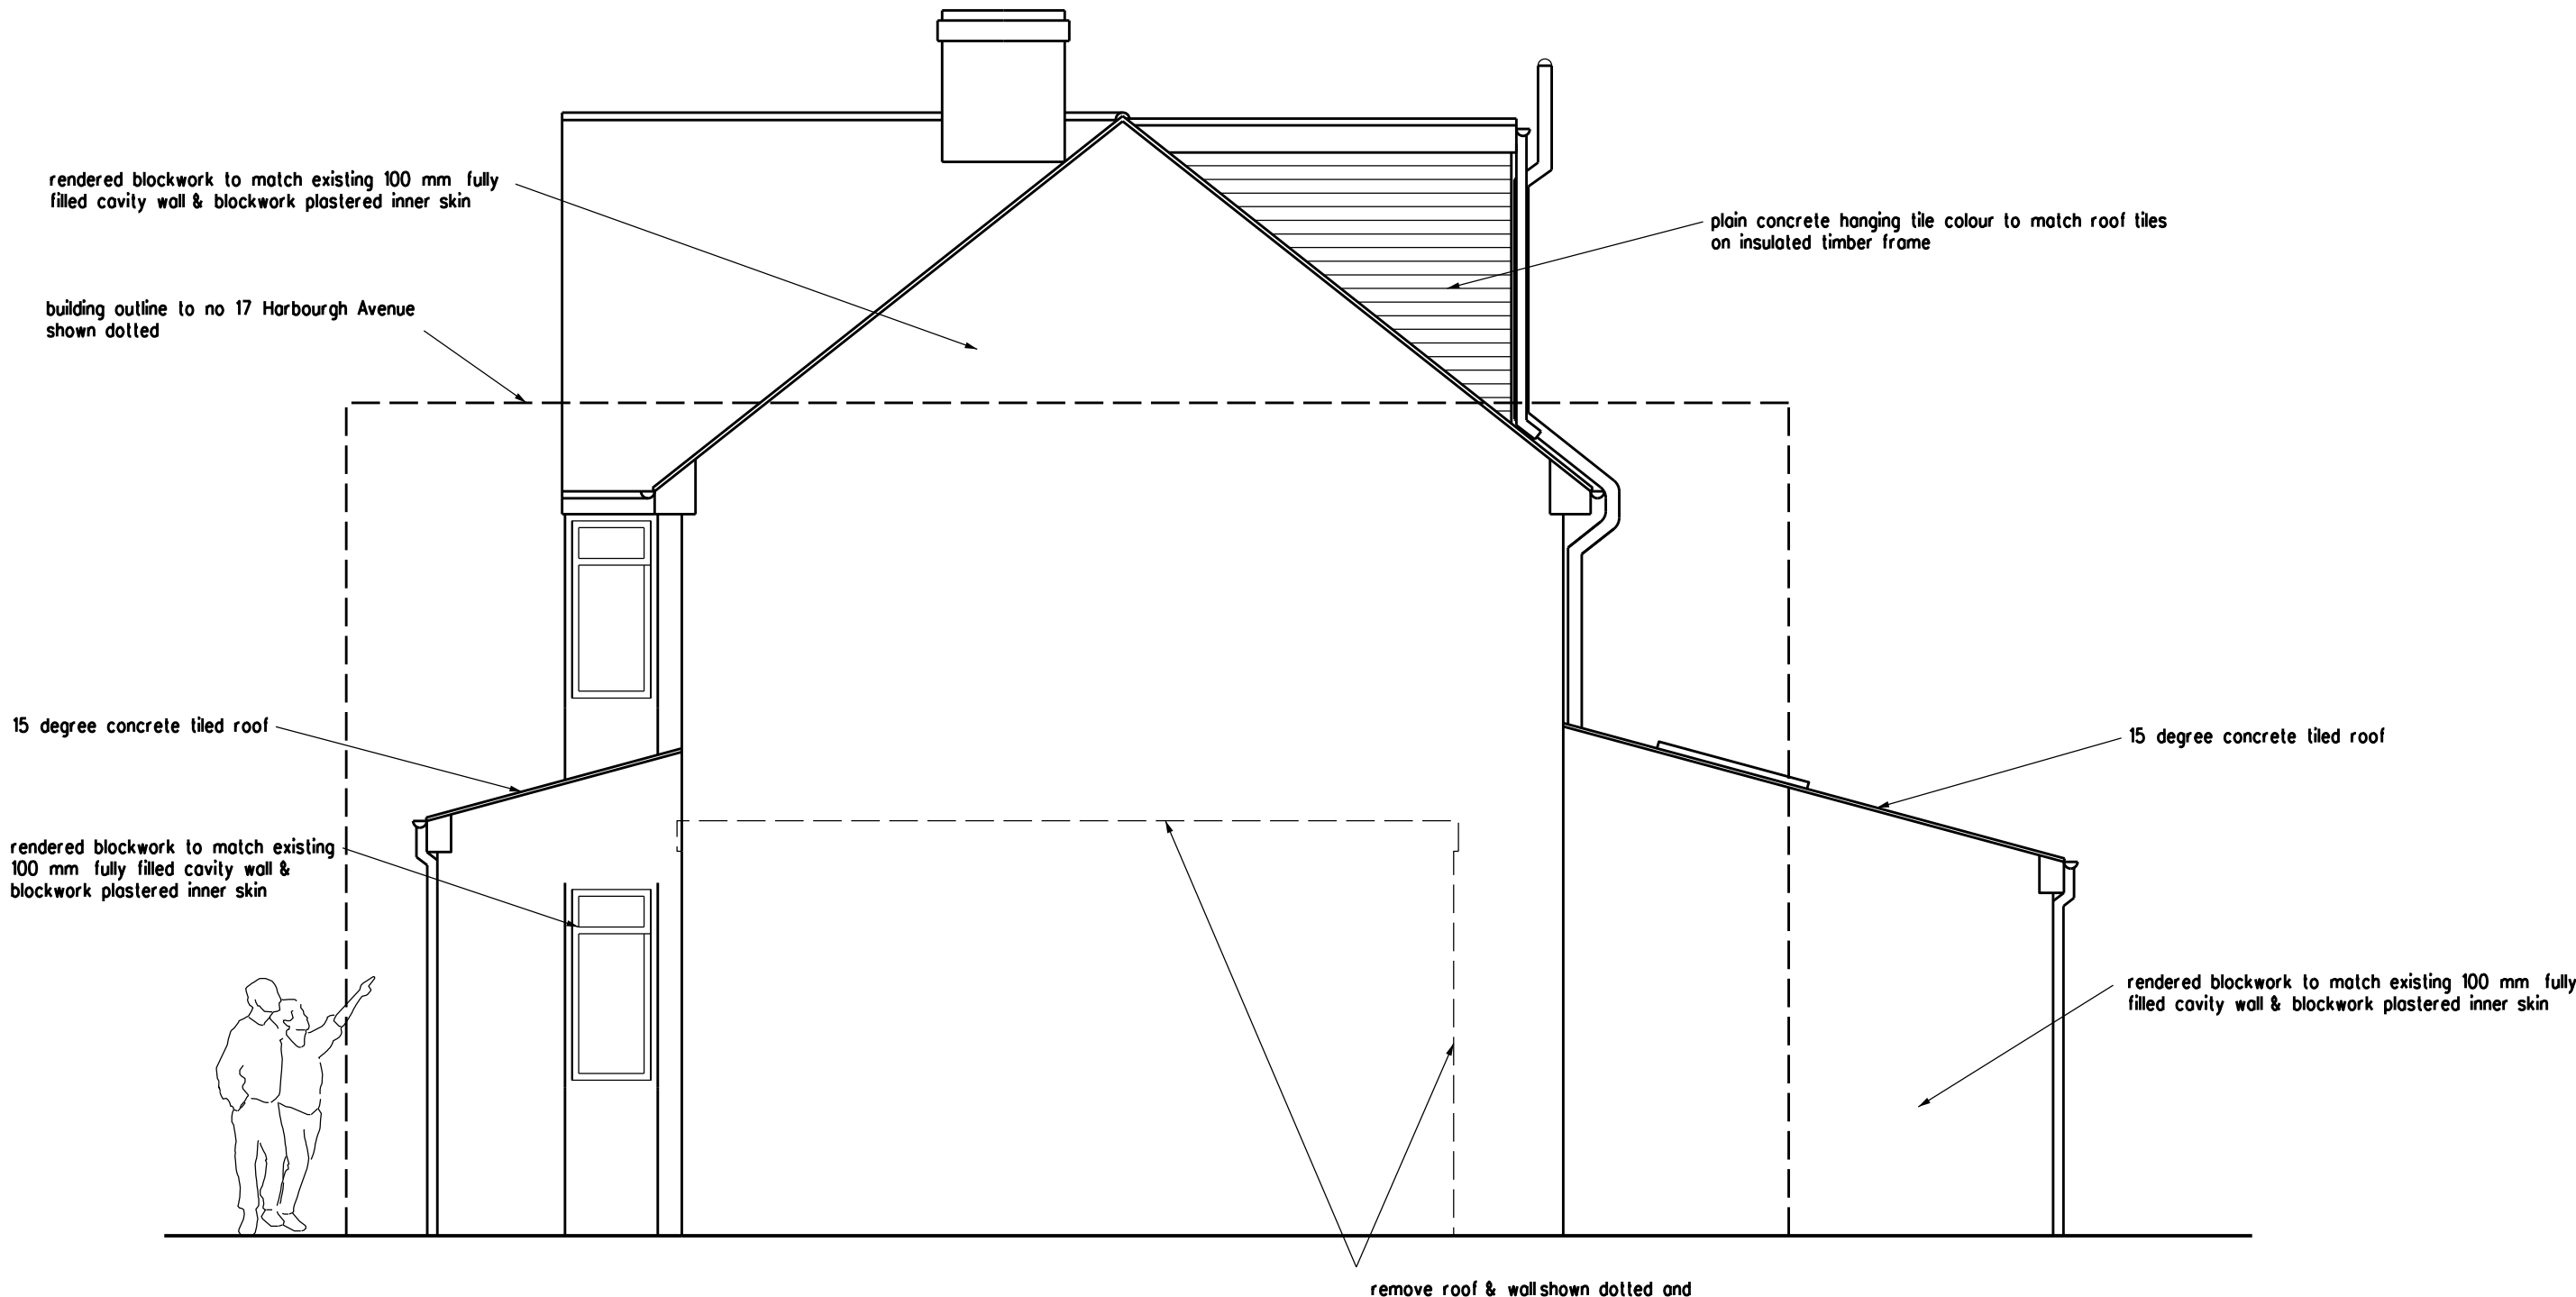 rendered blockwork to match existing 100 mm fully
filled cavity wall & blockwork plastered inner skin
plain concrete hanging tile colour to match roof tiles
on insulated timber frame
building outline to no 17 Harbourgh Avenue
shown dotted
15 degree concrete tiled roof
15 degree concrete tiled roof
rendered blockwork to match existing
100 mm fully filled cavity wall &
blockwork plastered inner skin
rendered blockwork to match existing 100 mm fully
filled cavity wall & blockwork plastered inner skin
remove roof & wall shown dotted and